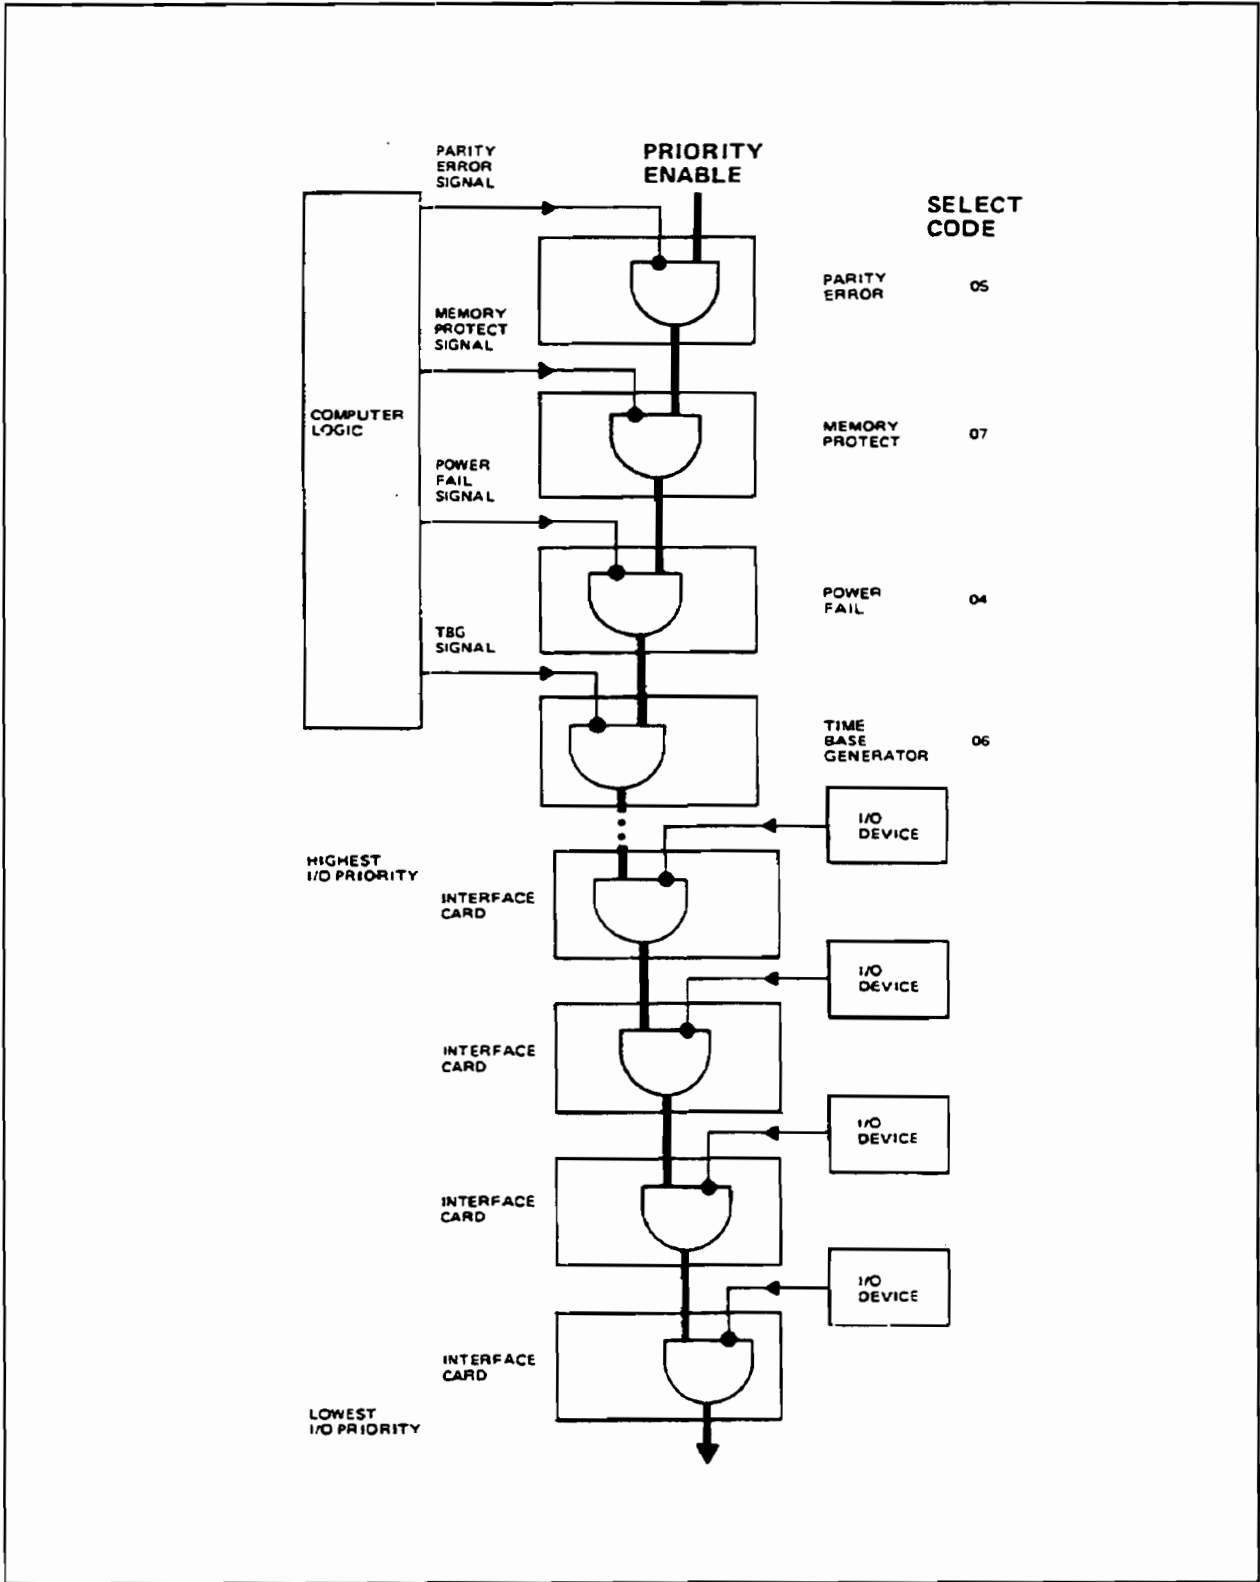 PARITY
ERROR
SIGNAL
PRIORITY
ENABLE
SELECT
CODE
PARITY
ERROR
05
MEMORY
PROTECT
SIGNAL
COMPUTER
LOGIC
MEMORY
PROTECT
07
POWER
FAIL
SIGNAL
POWER
FAIL
04
TBG
SIGNAL
TIME
BASE
GENERATOR
06
I/O
DEVICE
HIGHEST
I/O PRIORITY
INTERFACE
CARD
I/O
DEVICE
INTERFACE
CARD
I/O
DEVICE
INTERFACE
CARD
I/O
DEVICE
INTERFACE
CARD
LOWEST
I/O PRIORITY